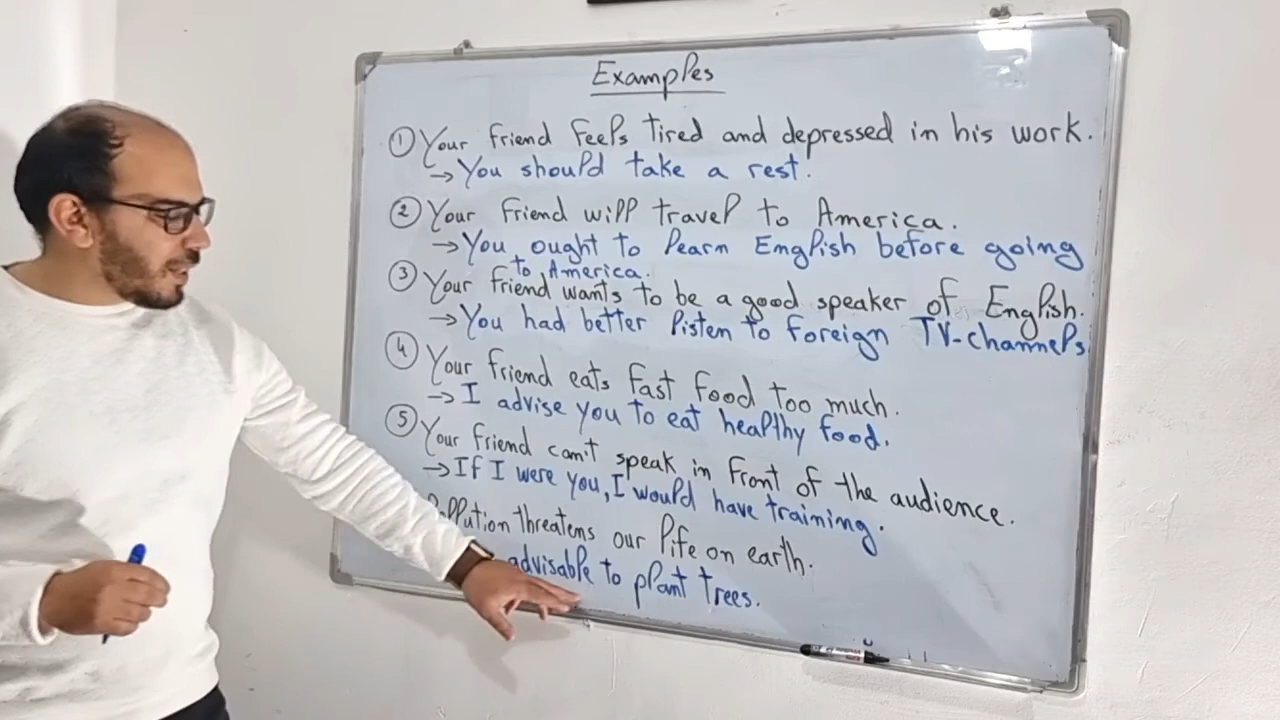 Examples
① Your friend feels tired and depressed in his work.
→ You should take a rest.
② Your friend will travel to America.
→ You ought to learn English before going
to America.
③ Your friend wants to be a good speaker of English.
→ You had better listen to foreign TV-channels.
④ Your friend eats fast food too much.
→ I advise you to eat healthy food.
⑤ Your friend can't speak in front of the audience.
→ If I were you, I would have training.
Pollution threatens our life on earth.
advisable to plant trees.